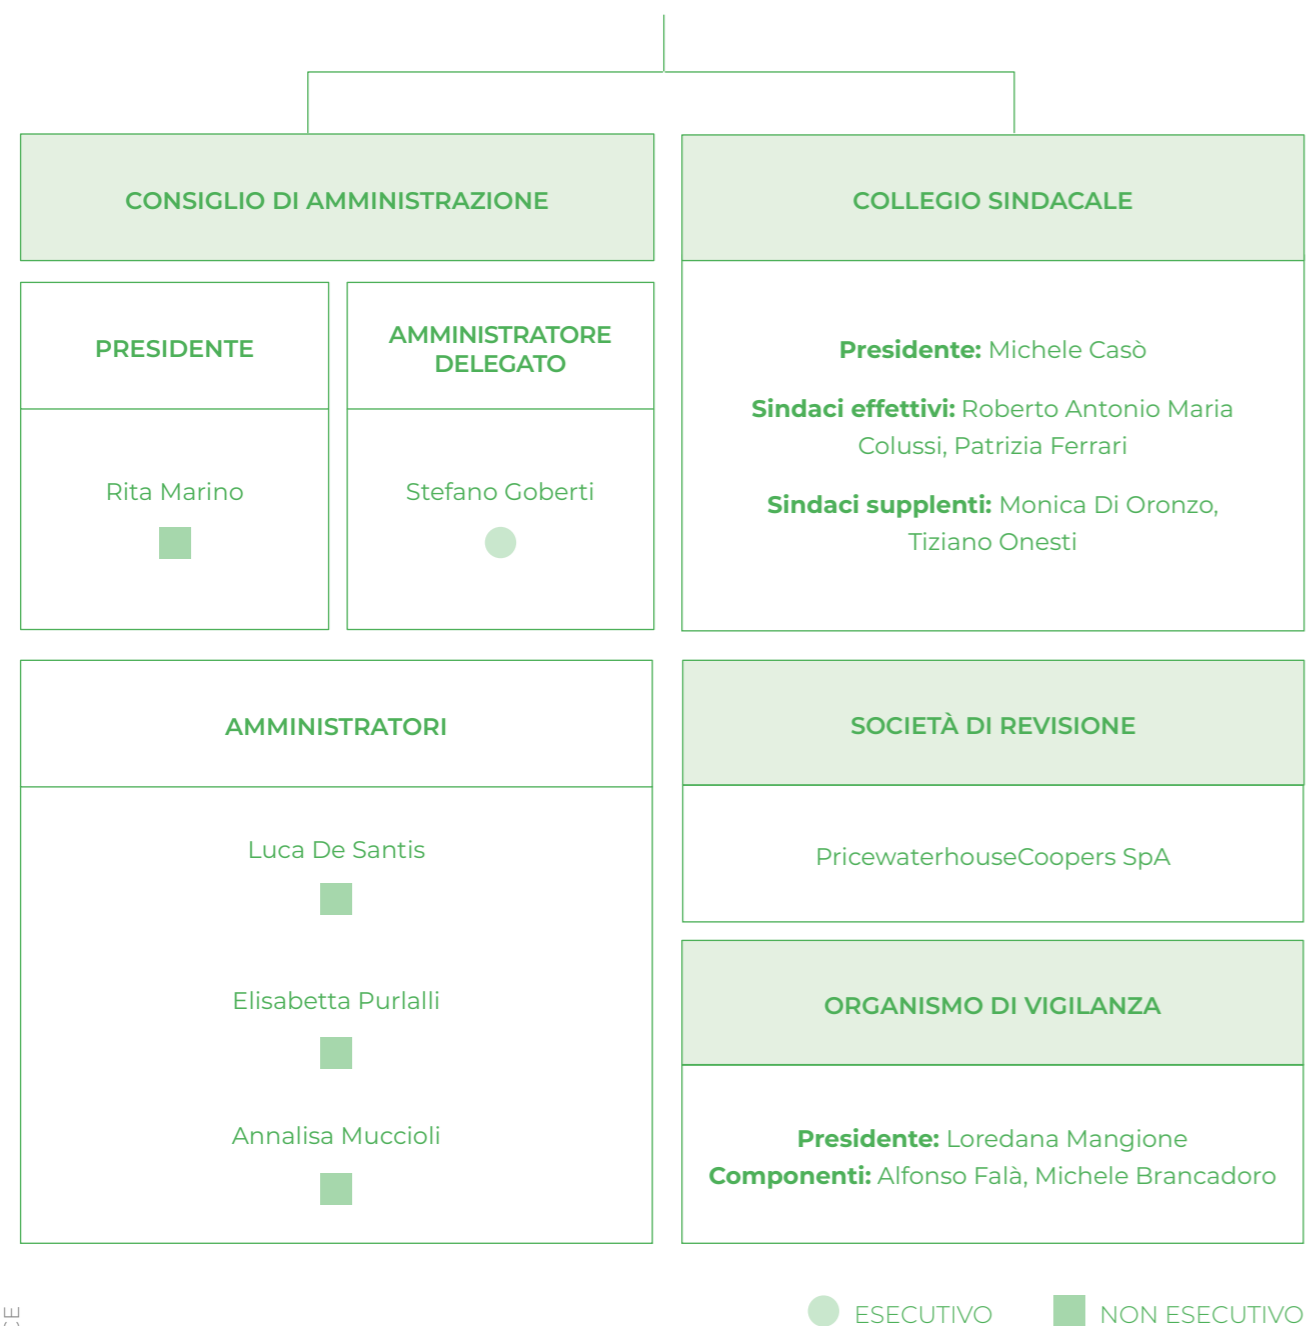 CONSIGLIO DI AMMINISTRAZIONE
PRESIDENTE
Rita Marino
AMMINISTRATORE
DELEGATO
Stefano Goberti
COLLEGIO SINDACALE
Presidente: Michele Casò
Sindaci effettivi: Roberto Antonio Maria
Colussi, Patrizia Ferrari
Sindaci supplenti: Monica Di Oronzo,
Tiziano Onesti
AMMINISTRATORI
Luca De Santis
Elisabetta Purlalli
Annalisa Muccioli
SOCIETÀ DI REVISIONE
PricewaterhouseCoopers SpA
ORGANISMO DI VIGILANZA
Presidente: Loredana Mangione
Componenti: Alfonso Falà, Michele Brancadoro
ESECUTIVO
NON ESECUTIVO